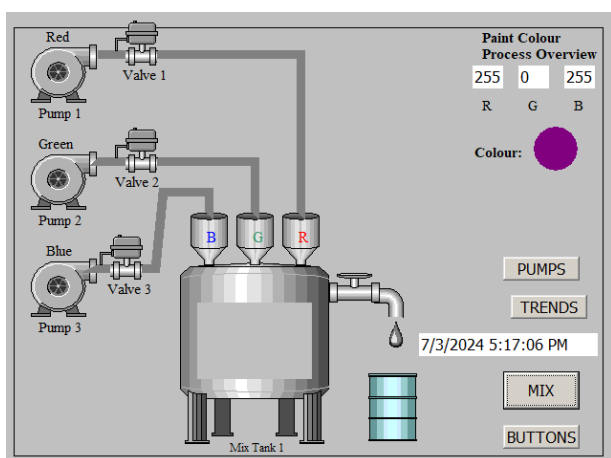 Red
Valve 1
Pump 1
Green
Valve 2
Pump 2
Blue
Valve 3
Pump 3
B
G
R
Mix Tank 1
Paint Colour
Process Overview
255 0 255
R G B
Colour:
PUMPS
TRENDS
7/3/2024 5:17:06 PM
MIX
BUTTONS